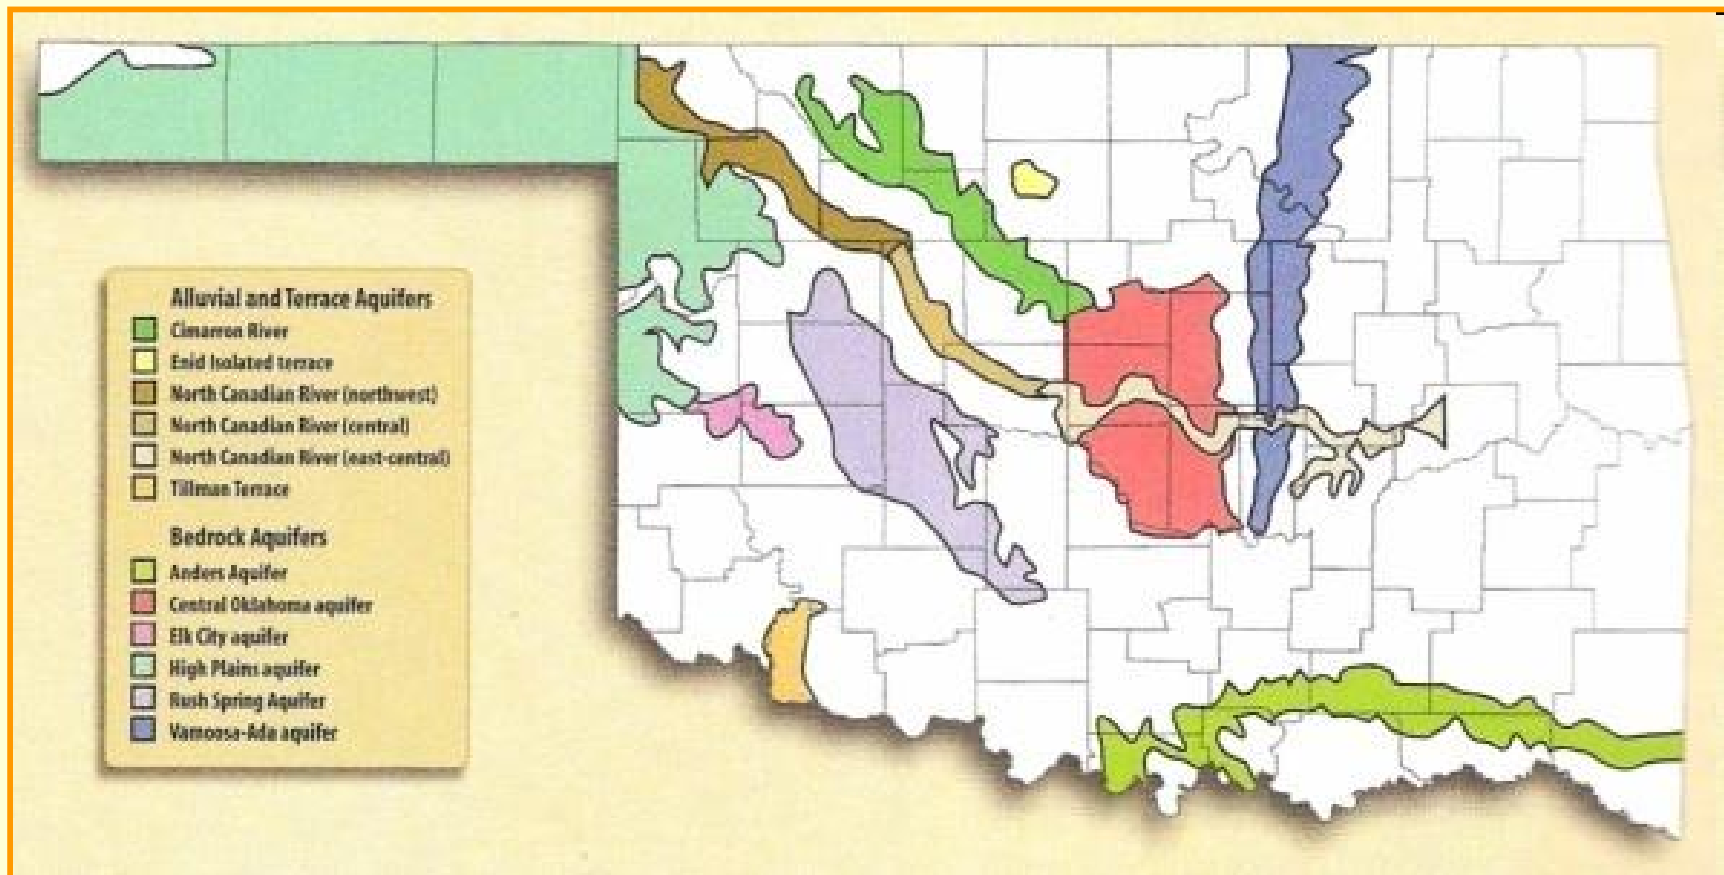 Alluvial and Terrace Aquifers
Cimarron River
Enid Isolated terrace
North Canadian River (northwest)
North Canadian River (central)
North Canadian River (east-central)
Tillman Terrace
Bedrock Aquifers
Anders Aquifer
Central Oklahoma aquifer
Elk City aquifer
High Plains aquifer
Rush Spring Aquifer
Vamoosa-Ada aquifer